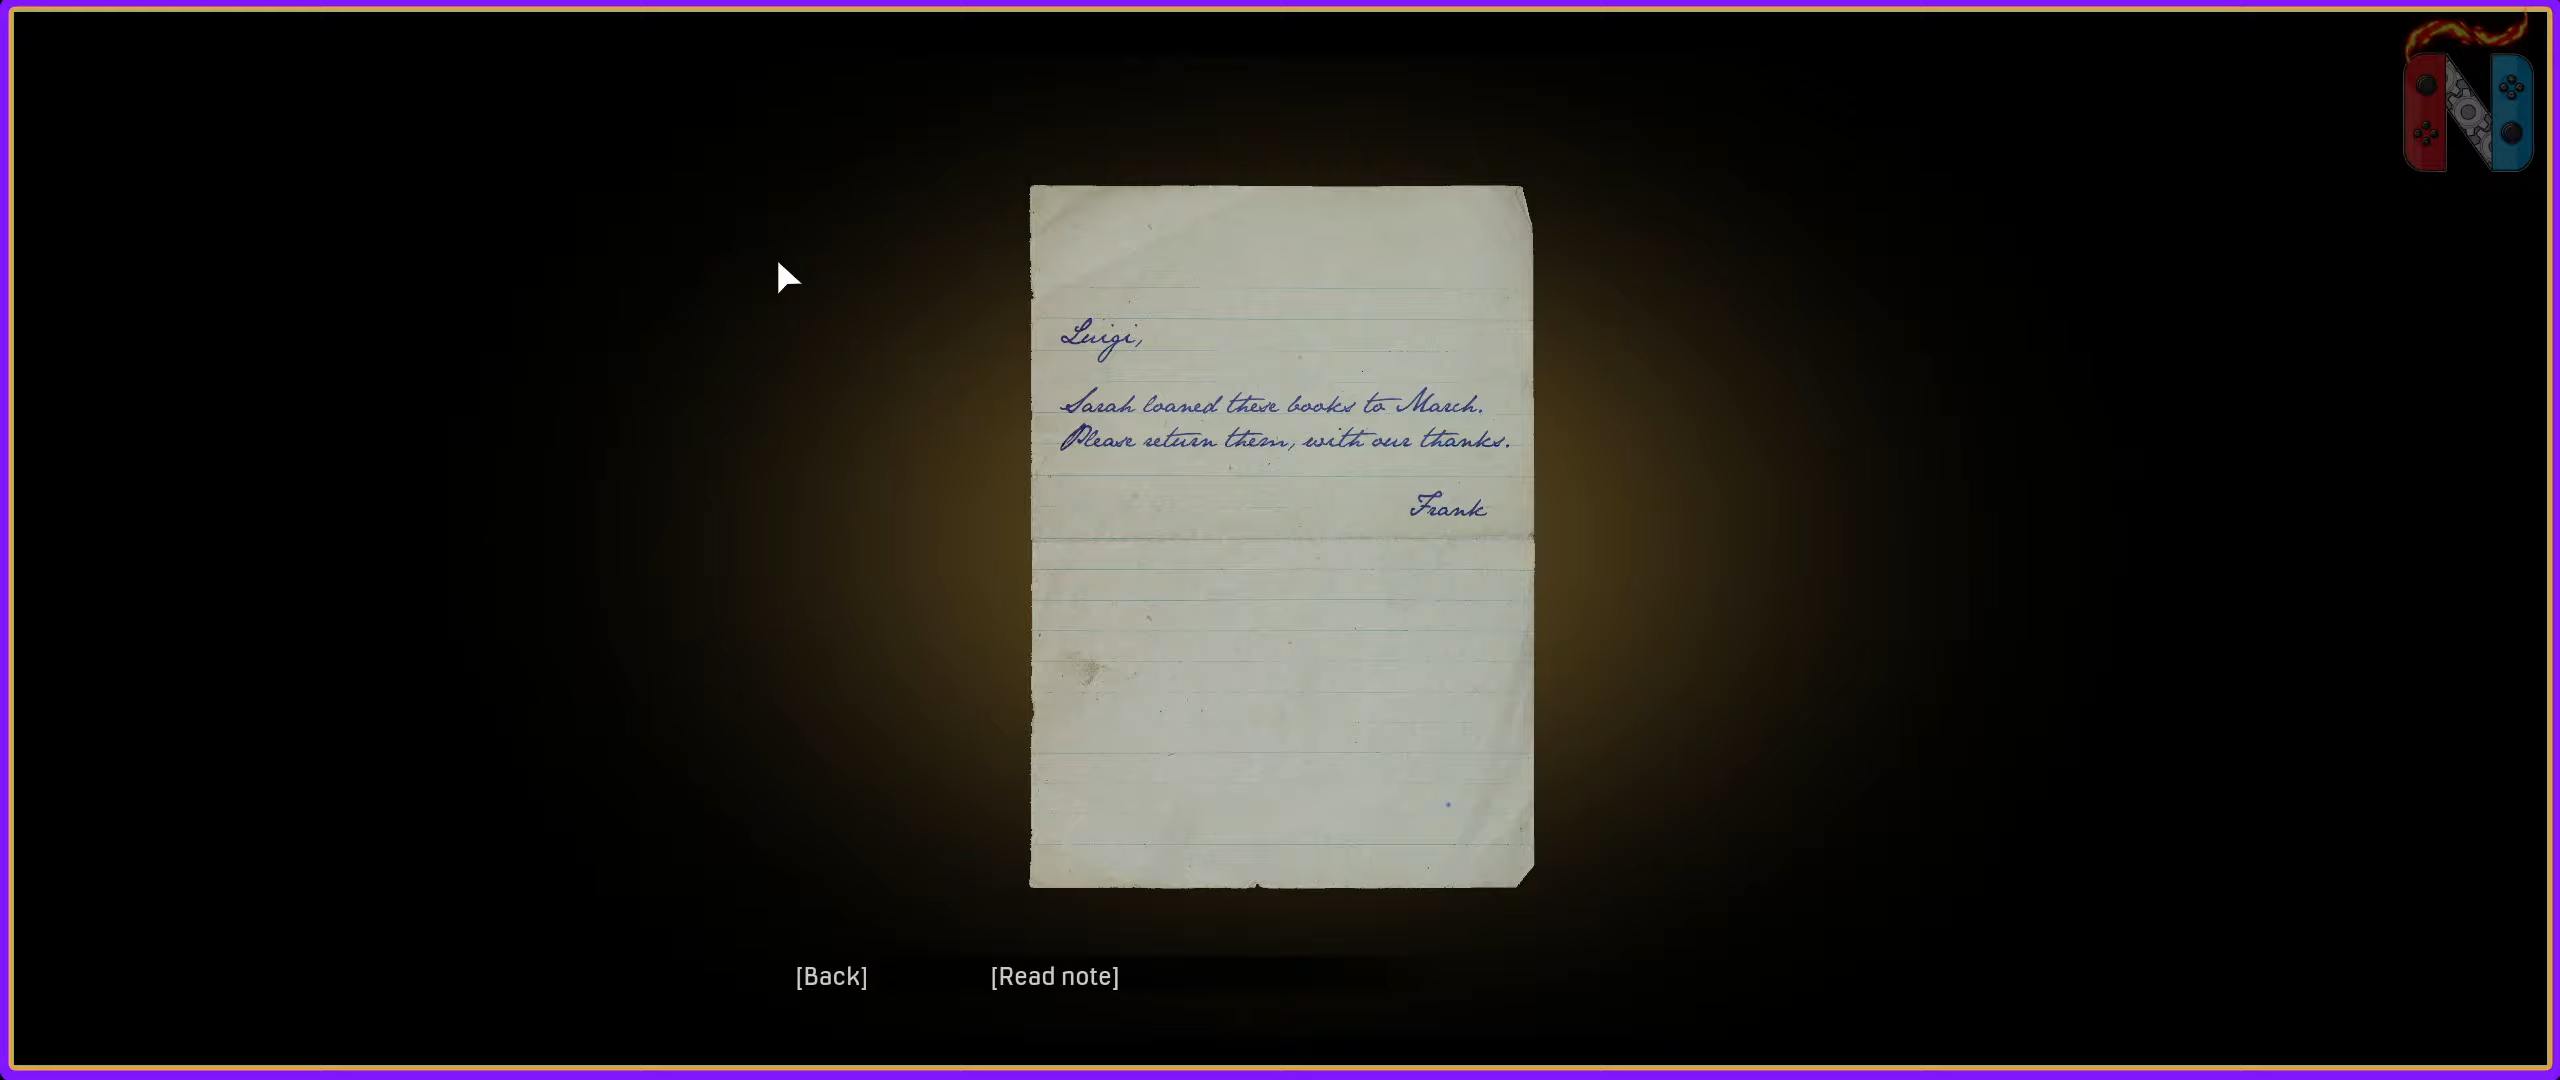 Luigi,
Sarah loaned these books to March.
Please return them, with our thanks.
Frank
[Back] [Read note]